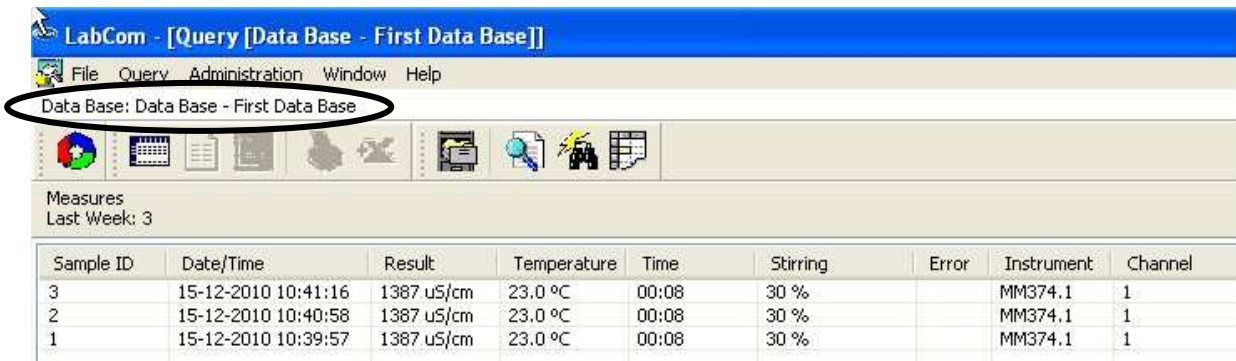 LabCom - [Query [Data Base - First Data Base]]
File Query Administration Window Help
Data Base: Data Base - First Data Base
Measures
Last Week: 3
Sample ID Date/Time Result Temperature Time Stirring Error Instrument Channel
3 15-12-2010 10:41:16 1387 uS/cm 23.0 ºC 00:08 30 % MM374.1 1
2 15-12-2010 10:40:58 1387 uS/cm 23.0 ºC 00:08 30 % MM374.1 1
1 15-12-2010 10:39:57 1387 uS/cm 23.0 ºC 00:08 30 % MM374.1 1